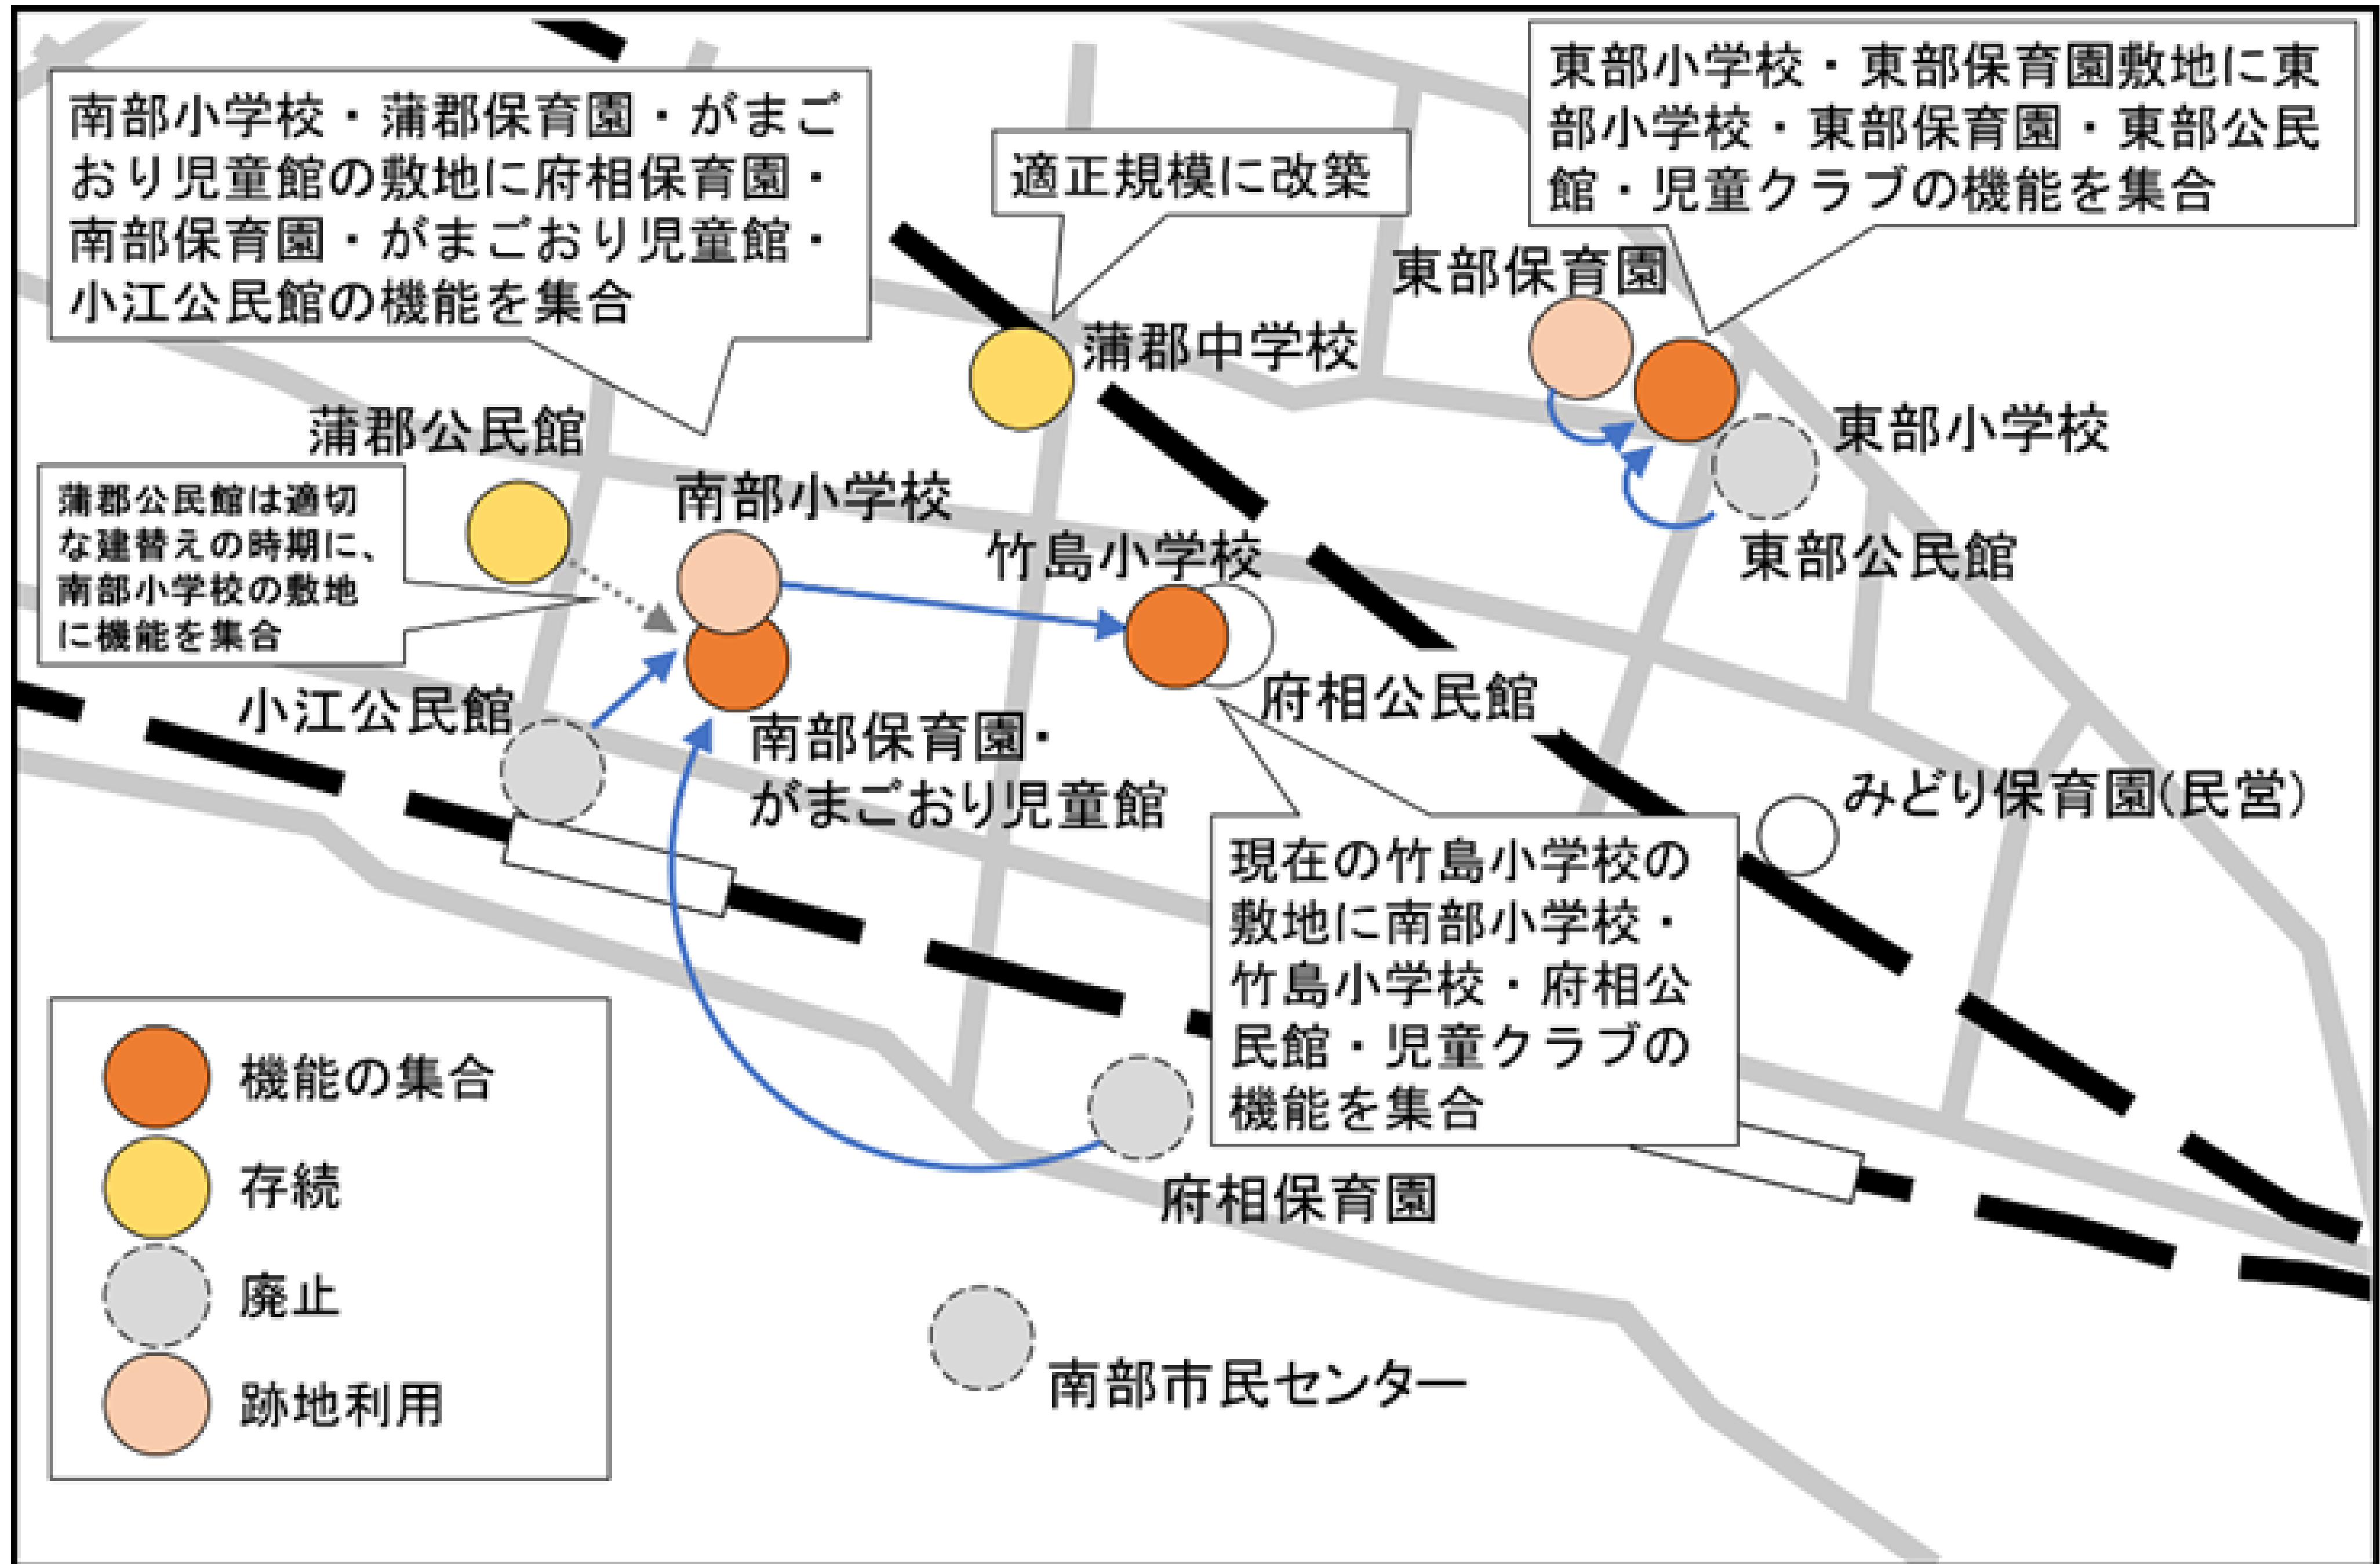 南部小学校・蒲郡保育園・がまご
おり児童館の敷地に府相保育園・
南部保育園・がまごおり児童館・
小江公民館の機能を集合
適正規模に改築
東部小学校・東部保育園敷地に東
部小学校・東部保育園・東部公民
館・児童クラブの機能を集合
東部保育園
蒲郡中学校
東部小学校
蒲郡公民館
蒲郡公民館は適切
な建替えの時期に、
南部小学校の敷地
に機能を集合
南部小学校
竹島小学校
東部公民館
小江公民館
府相公民館
南部保育園・
がまごおり児童館
みどり保育園(民営)
現在の竹島小学校の
敷地に南部小学校・
竹島小学校・府相公
民館・児童クラブの
機能を集合
府相保育園
南部市民センター
機能の集合
存続
廃止
跡地利用